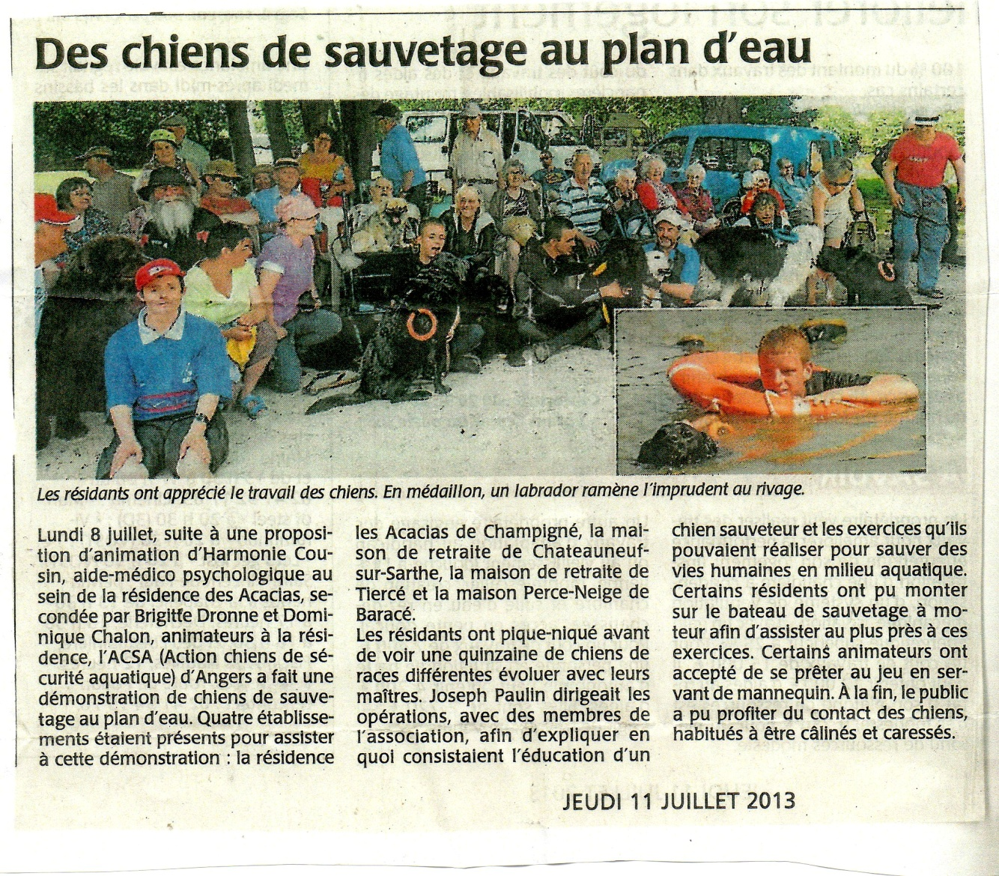 Des chiens de sauvetage au plan d'eau
Les résidants ont apprécié le travail des chiens. En médaillon, un labrador ramène l'imprudent au rivage.
Lundi 8 juillet, suite à une proposi-
tion d'animation d'Harmonie Cou-
sin, aide-médico psychologique au
sein de la résidence des Acacias, se-
condée par Brigitte Dronne et Domi-
nique Chalon, animateurs à la rési-
dence, l'ACSA (Action chiens de sé-
curité aquatique) d'Angers a fait une
démonstration de chiens de sauve-
tage au plan d'eau. Quatre établisse-
ments étaient présents pour assister
à cette démonstration : la résidence
les Acacias de Champigné, la mai-
son de retraite de Chateauneuf-
sur-Sarthe, la maison de retraite de
Tiercé et la maison Perce-Neige de
Baracé.
Les résidants ont pique-niqué avant
de voir une quinzaine de chiens de
races différentes évoluer avec leurs
maîtres. Joseph Paulin dirigeait les
opérations, avec des membres de
l'association, afin d'expliquer en
quoi consistaient l'éducation d'un
chien sauveteur et les exercices qu'ils
pouvaient réaliser pour sauver des
vies humaines en milieu aquatique.
Certains résidents ont pu monter
sur le bateau de sauvetage à mo-
teur afin d'assister au plus près à ces
exercices. Certains animateurs ont
accepté de se prêter au jeu en ser-
vant de mannequin. À la fin, le public
a pu profiter du contact des chiens,
habitués à être câlinés et caressés.
JEUDI 11 JUILLET 2013